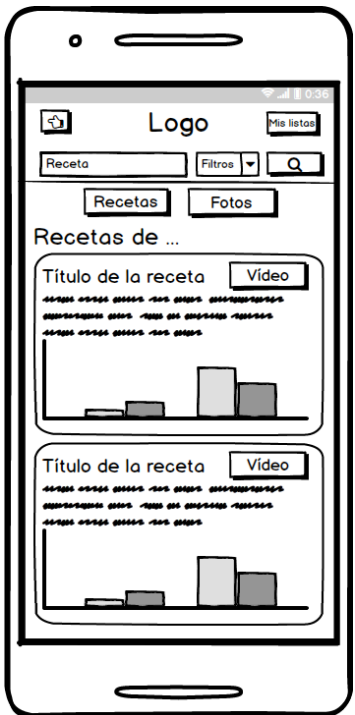 0:36
Logo
Mis listas
Receta
Filtros
Recetas
Fotos
Recetas de ...
Título de la receta
Vídeo
Título de la receta
Vídeo